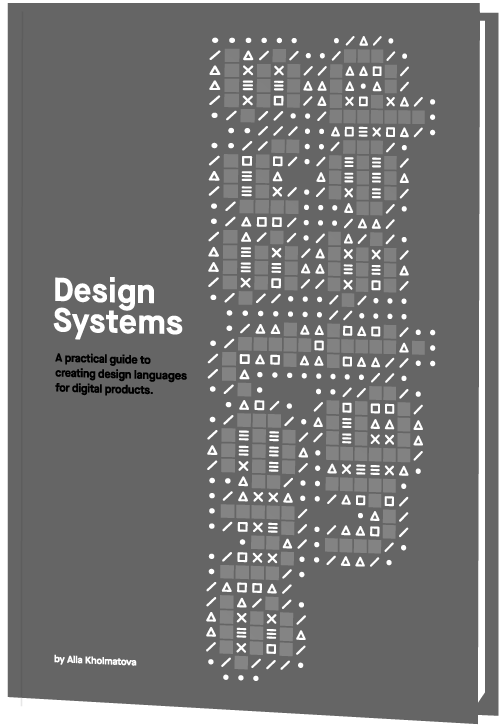 Design
Systems
A practical guide to
creating design languages
for digital products.
by Alla Kholmatova